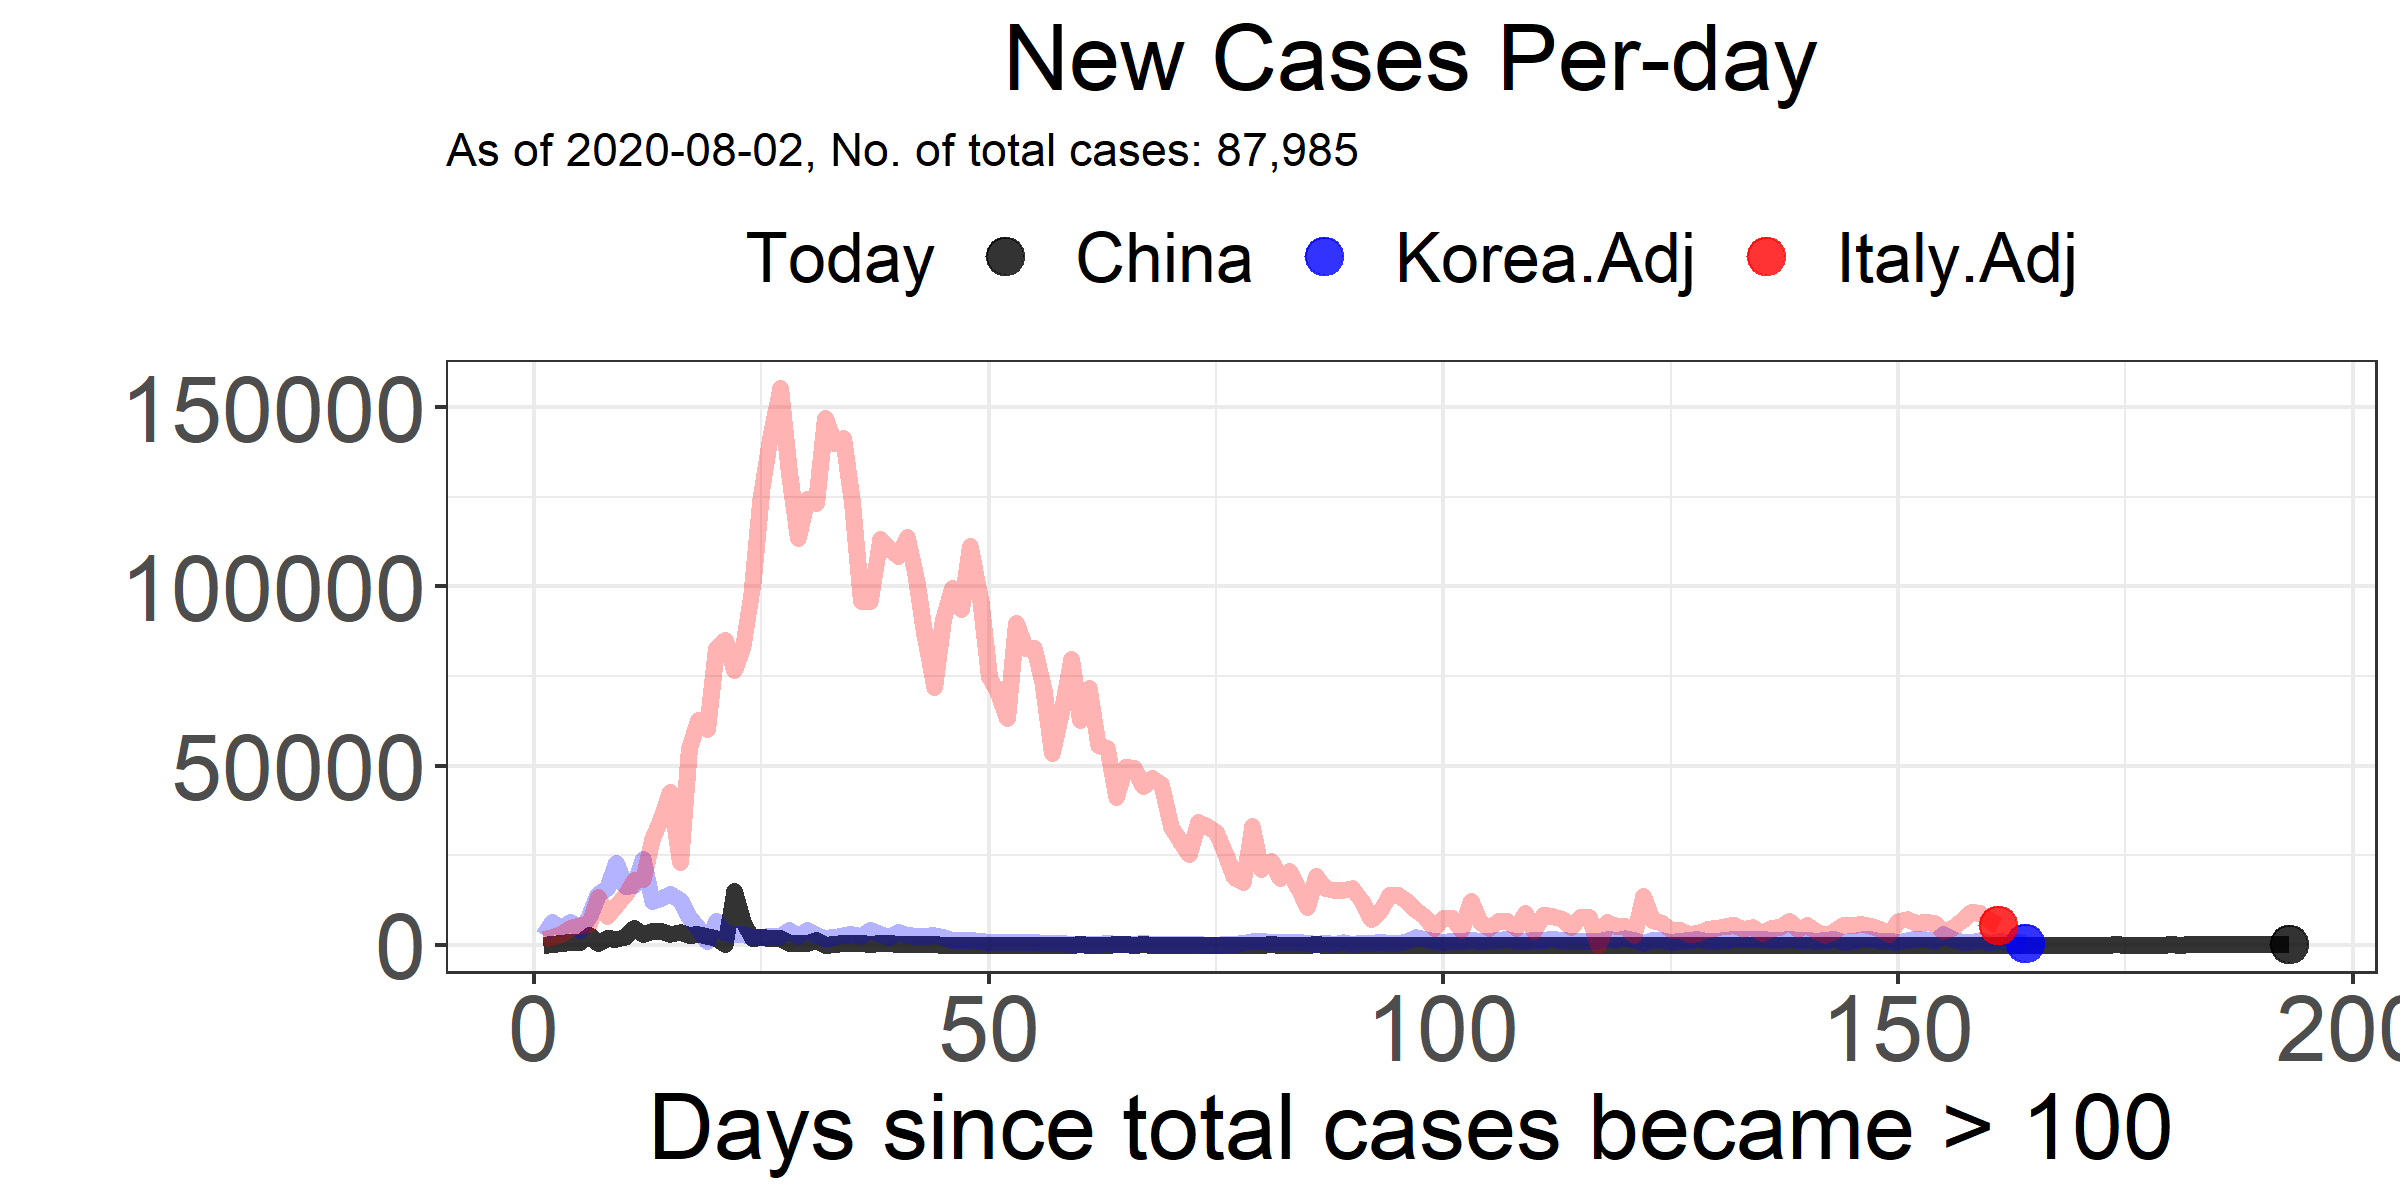 New Cases Per-day
As of 2020-08-02, No. of total cases: 87,985
Today China Korea.Adj Italy.Adj
150000
100000
50000
0
0 50 100 150 200
Days since total cases became > 100